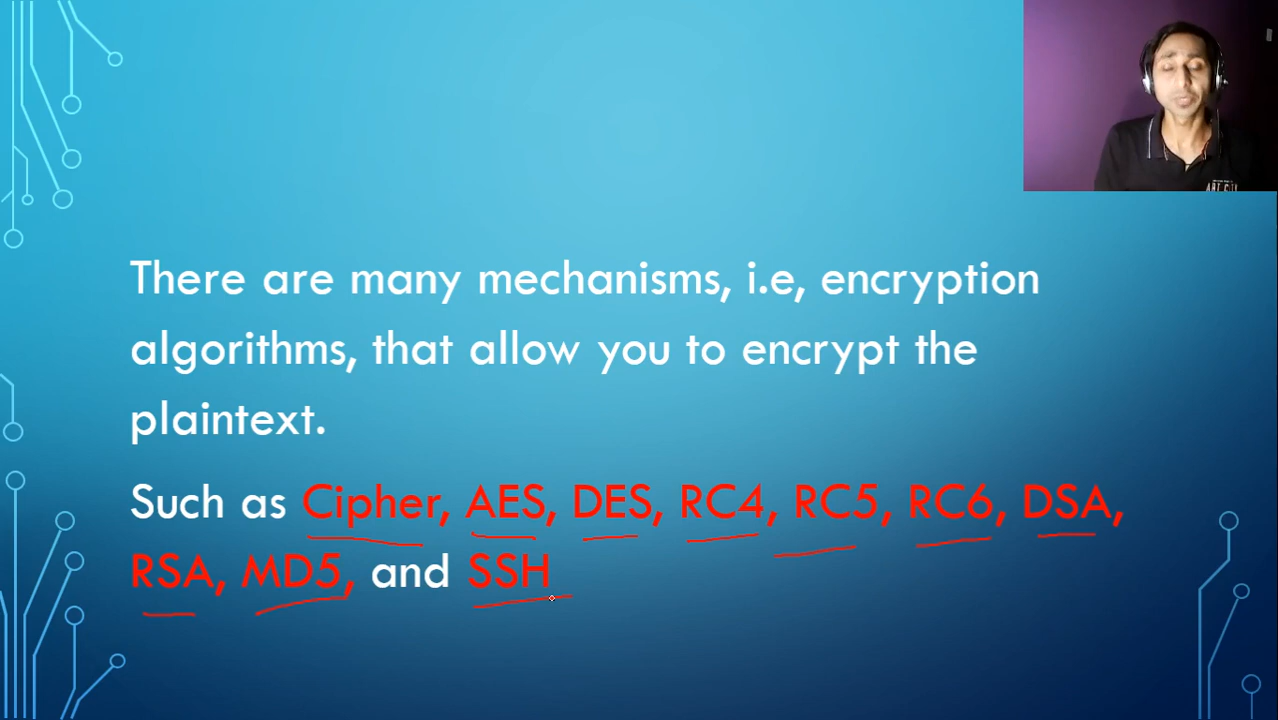 There are many mechanisms, i.e, encryption
algorithms, that allow you to encrypt the
plaintext.
Such as Cipher, AES, DES, RC4, RC5, RC6, DSA,
RSA, MD5, and SSH